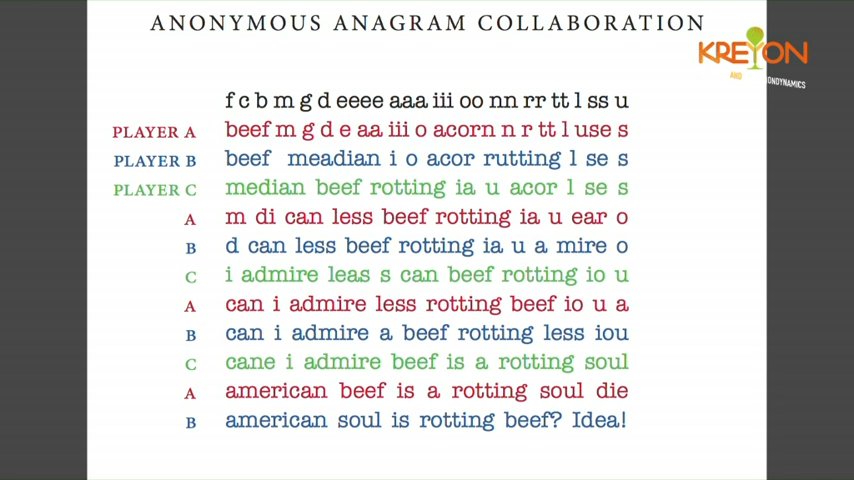 ANONYMOUS ANAGRAM COLLABORATION
KREYON
AND ONDYNAMICS
f c b m g d eeee aaa iii oo nn rr tt l ss u
PLAYER A beef m g d e aa iii o acorn n r tt l use s
PLAYER B beef meadian i o acor rutting l se s
PLAYER C median beef rotting ia u acor l se s
A m di can less beef rotting ia u ear o
B d can less beef rotting ia u a mire o
C i admire leas s can beef rotting io u
A can i admire less rotting beef io u a
B can i admire a beef rotting less iou
C cane i admire beef is a rotting soul
A american beef is a rotting soul die
B american soul is rotting beef? Idea!